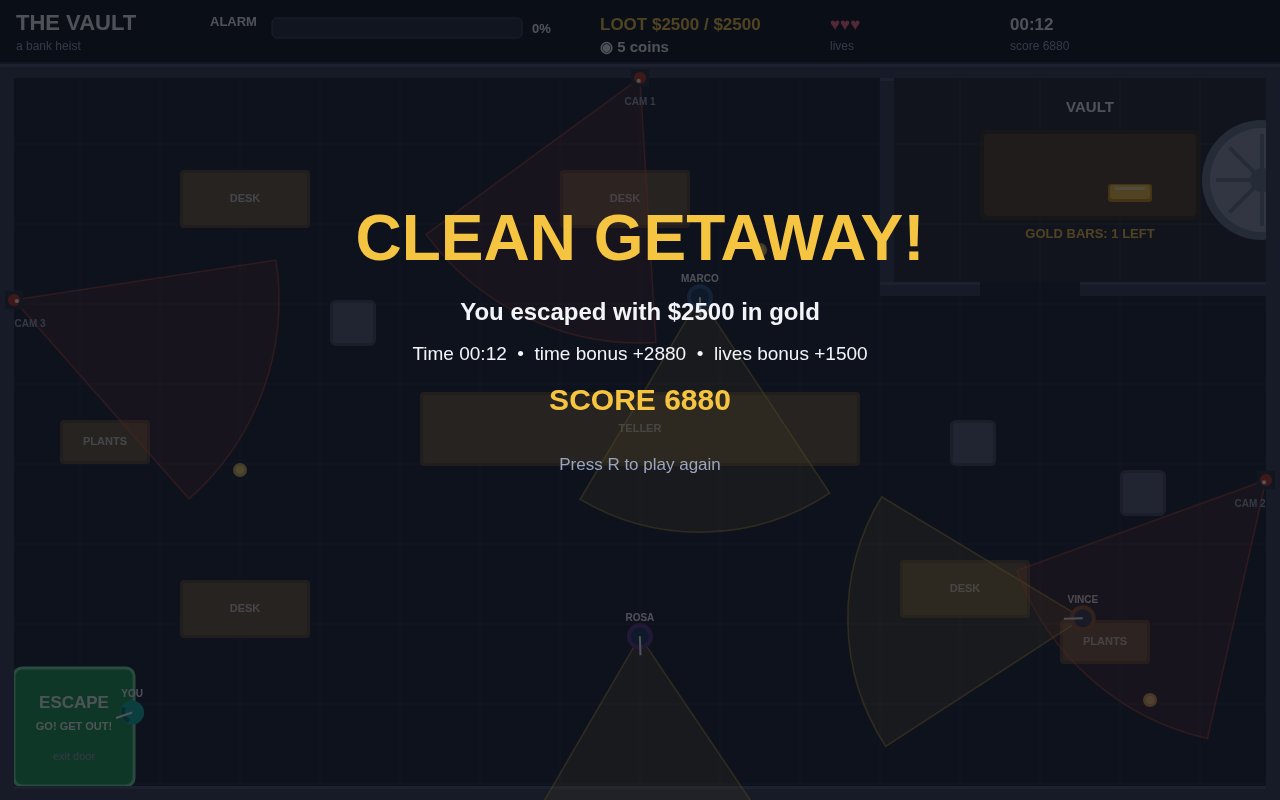 THE VAULT
a bank heist
ALARM
0%
LOOT $2500 / $2500
◉ 5 coins
♥♥♥
lives
00:12
score 6880
CAM 1
VAULT
DESK
DESK
GOLD BARS: 1 LEFT
CLEAN GETAWAY!
MARCO
You escaped with $2500 in gold
CAM 3
Time 00:12 • time bonus +2880 • lives bonus +1500
SCORE 6880
TELLER
PLANTS
Press R to play again
CAM 2
DESK
VINCE
DESK
ROSA
PLANTS
YOU
ESCAPE
GO! GET OUT!
exit door